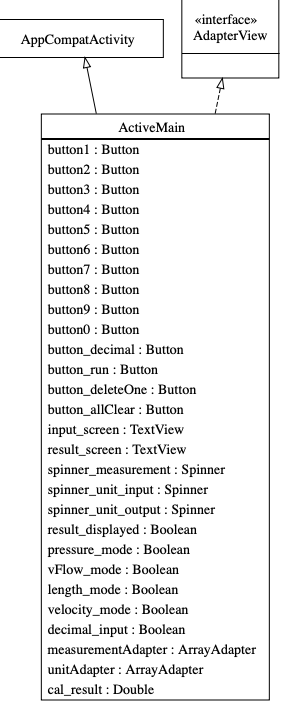 AppCompatActivity
«interface»
AdapterView
ActiveMain
button1 : Button
button2 : Button
button3 : Button
button4 : Button
button5 : Button
button6 : Button
button7 : Button
button8 : Button
button9 : Button
button0 : Button
button_decimal : Button
button_run : Button
button_deleteOne : Button
button_allClear : Button
input_screen : TextView
result_screen : TextView
spinner_measurement : Spinner
spinner_unit_input : Spinner
spinner_unit_output : Spinner
result_displayed : Boolean
pressure_mode : Boolean
vFlow_mode : Boolean
length_mode : Boolean
velocity_mode : Boolean
decimal_input : Boolean
measurementAdapter : ArrayAdapter
unitAdapter : ArrayAdapter
cal_result : Double